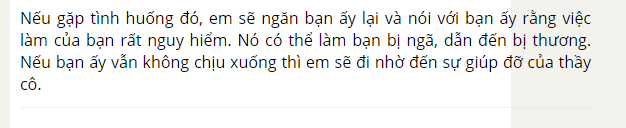 Nếu gặp tình huống đó, em sẽ ngăn bạn ấy lại và nói với bạn ấy rằng việc
làm của bạn rất nguy hiểm. Nó có thể làm bạn bị ngã, dẫn đến bị thương.
Nếu bạn ấy vẫn không chịu xuống thì em sẽ đi nhờ đến sự giúp đỡ của thầy
cô.